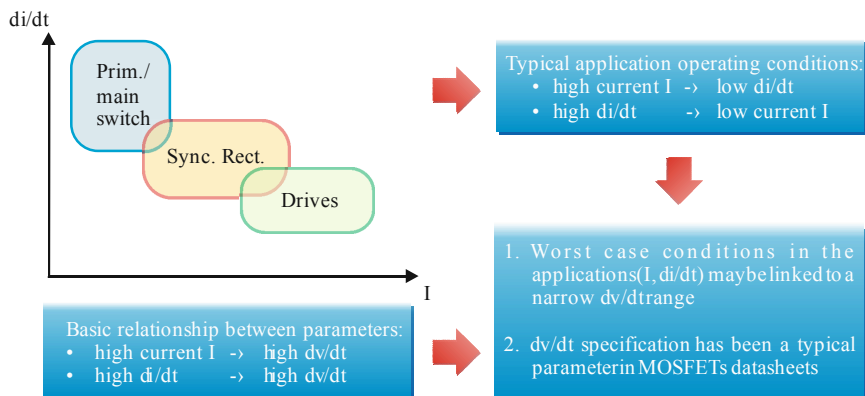 di/dt
Prim./
main
switch
Sync. Rect.
Drives
I
Typical application operating conditions:
• high current I -> low di/dt
• high di/dt -> low current I
Basic relationship between parameters:
• high current I -> high dv/dt
• high di/dt -> high dv/dt
1. Worst case conditions in the
applications(I, di/dt) maybe linked to a
narrow dv/dtrange
2. dv/dt specification has been a typical
parameterin MOSFETs datasheets